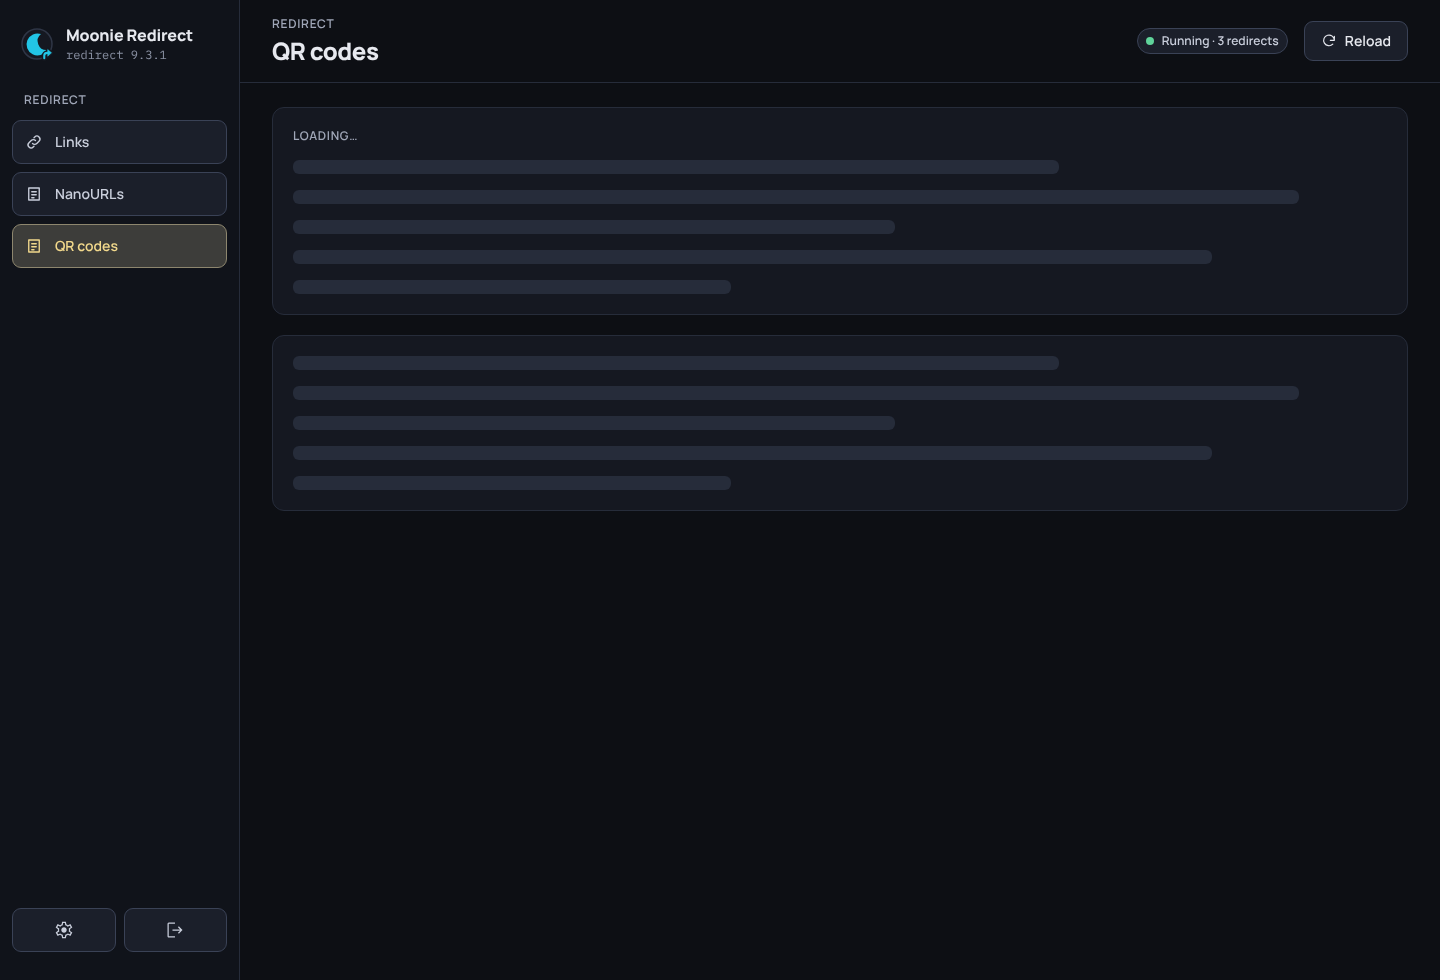 Moonie Redirect
redirect 9.3.1
REDIRECT
Links
NanoURLs
QR codes
REDIRECT
QR codes
Running · 3 redirects
Reload
LOADING…